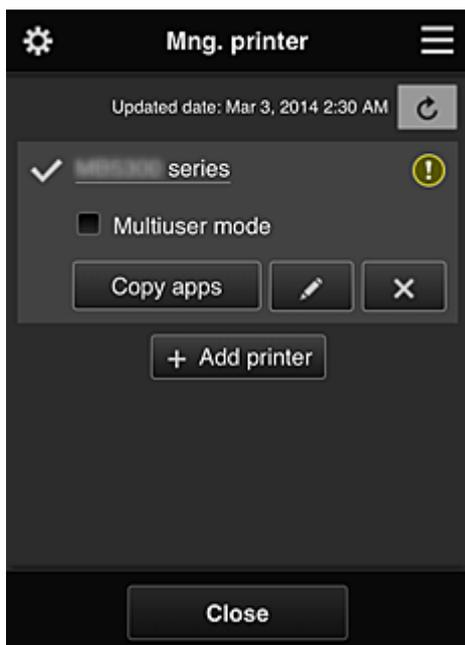 Mng. printer
Updated date: Mar 3, 2014 2:30 AM
series
Multiuser mode
Copy apps
+ Add printer
Close